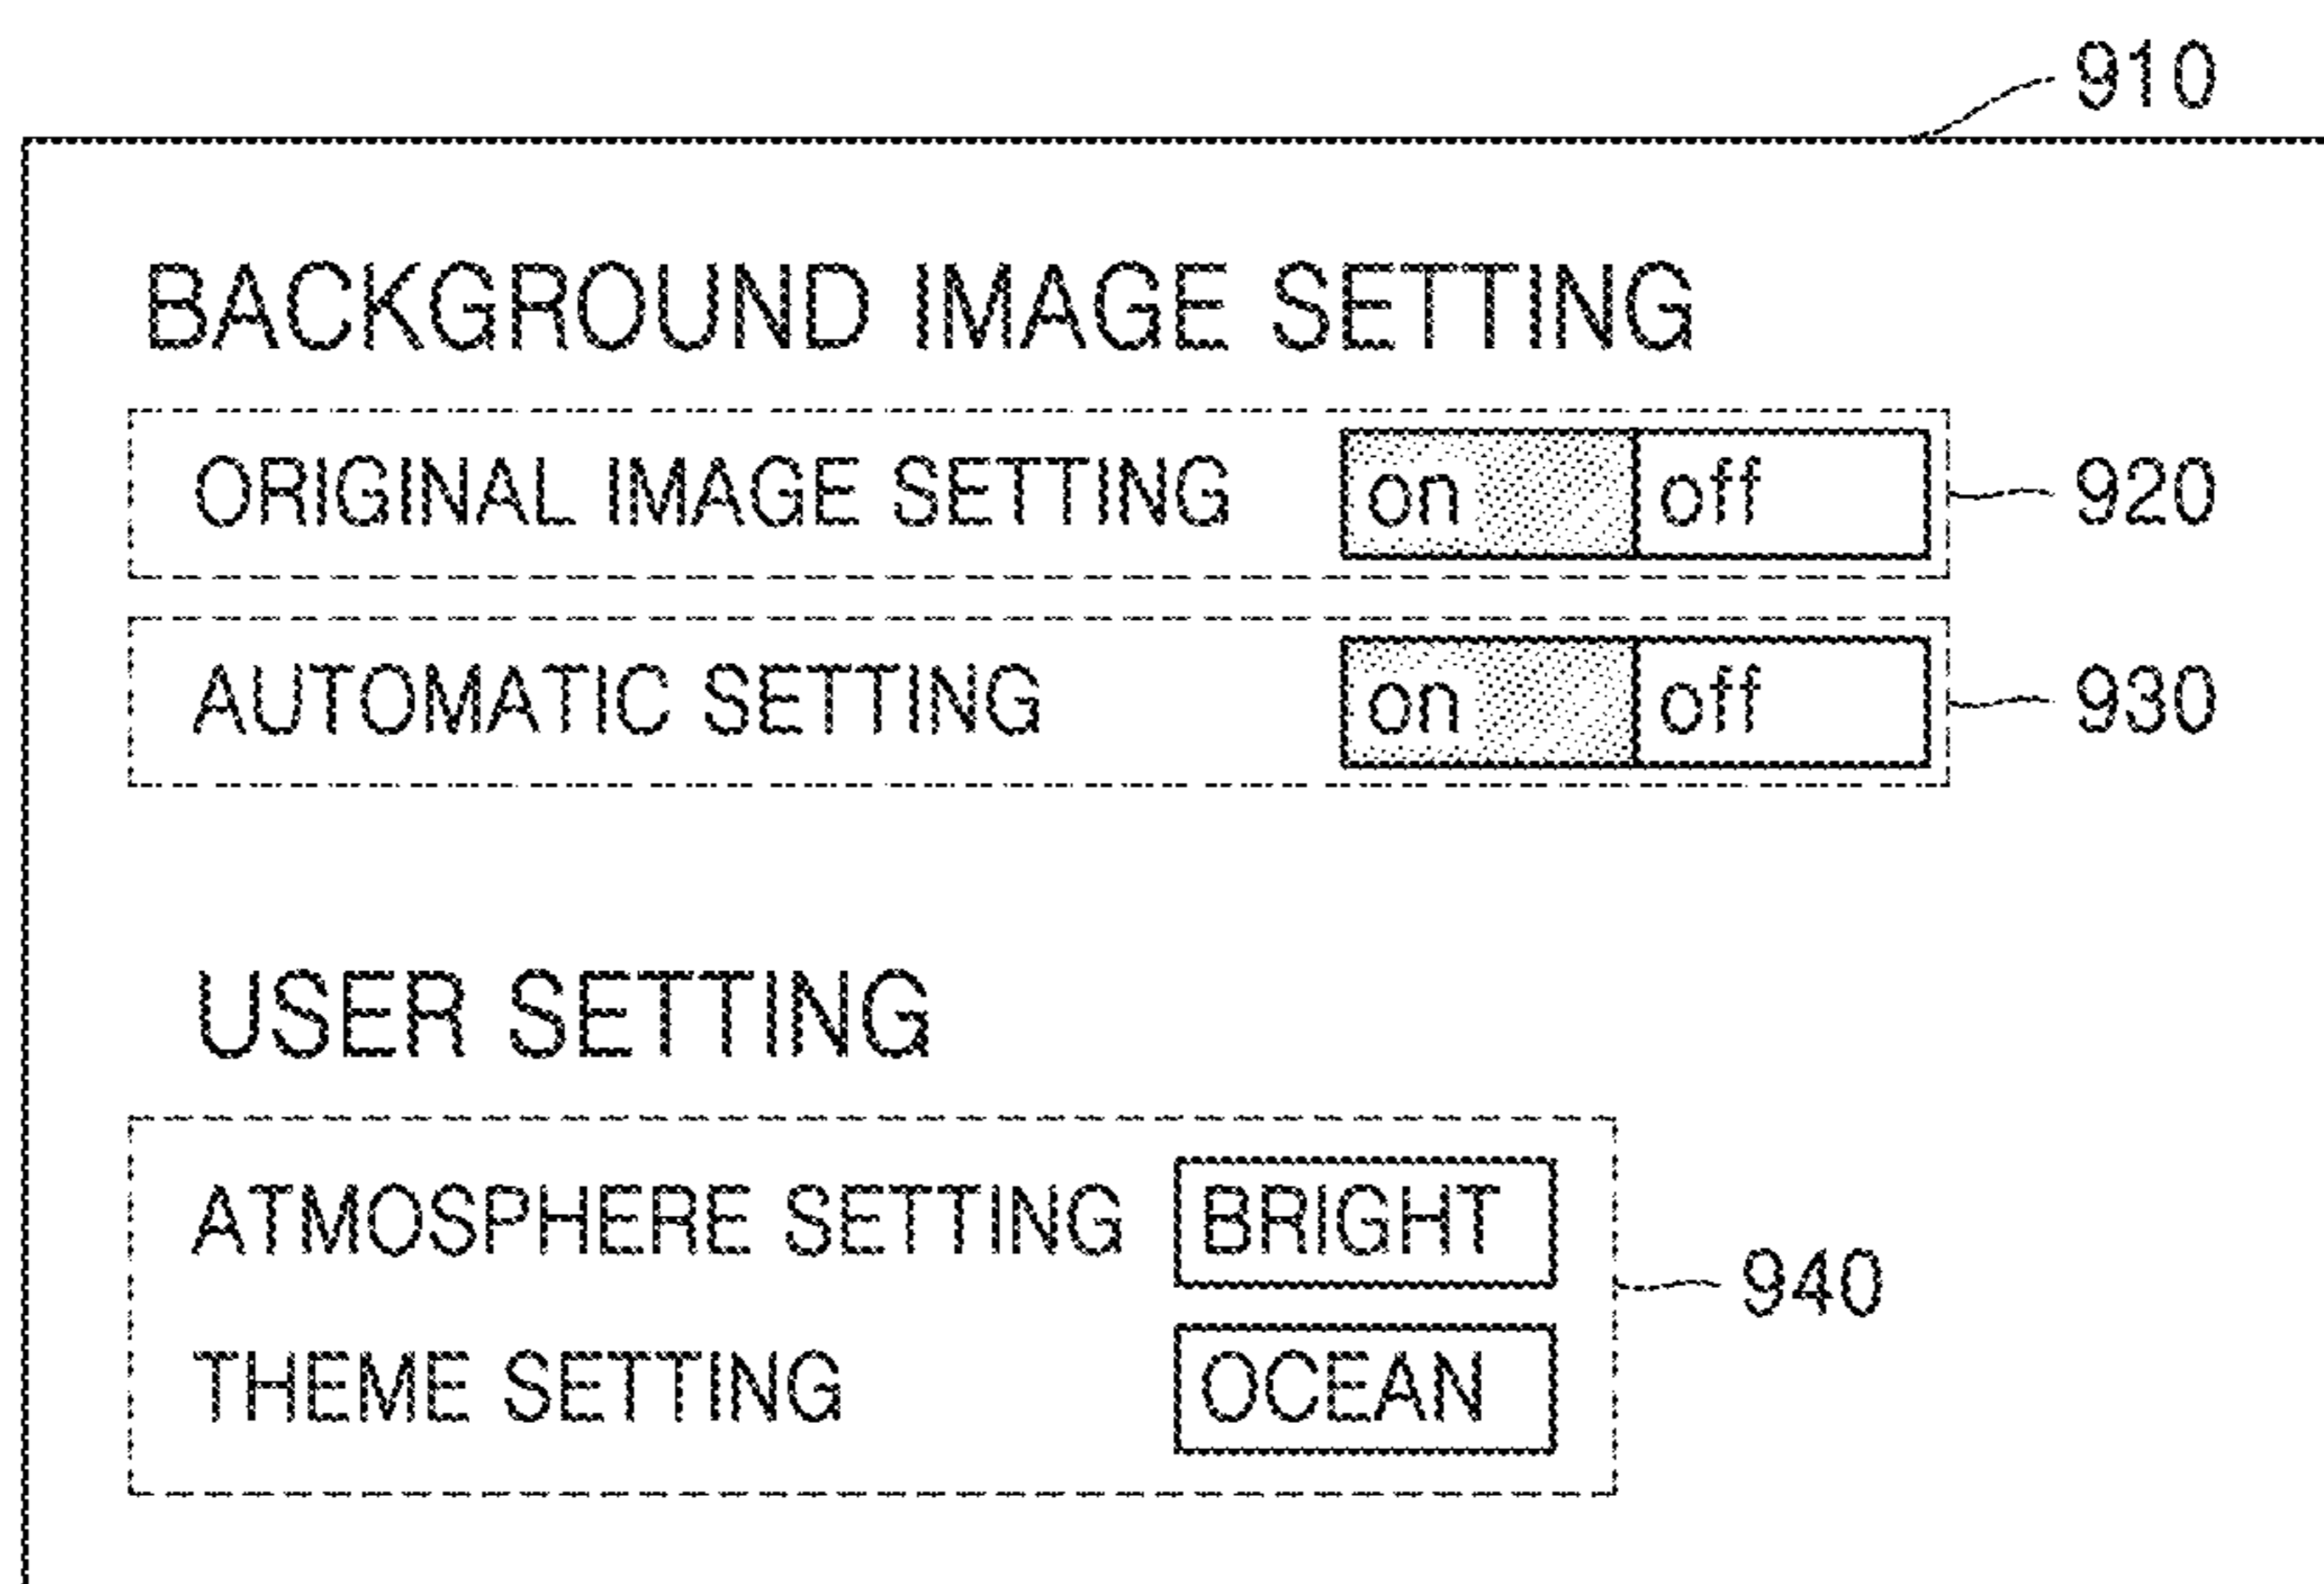 910
BACKGROUND IMAGE SETTING
ORIGINAL IMAGE SETTING on off 920
AUTOMATIC SETTING on off 930
USER SETTING
ATMOSPHERE SETTING BRIGHT
940
THEME SETTING OCEAN